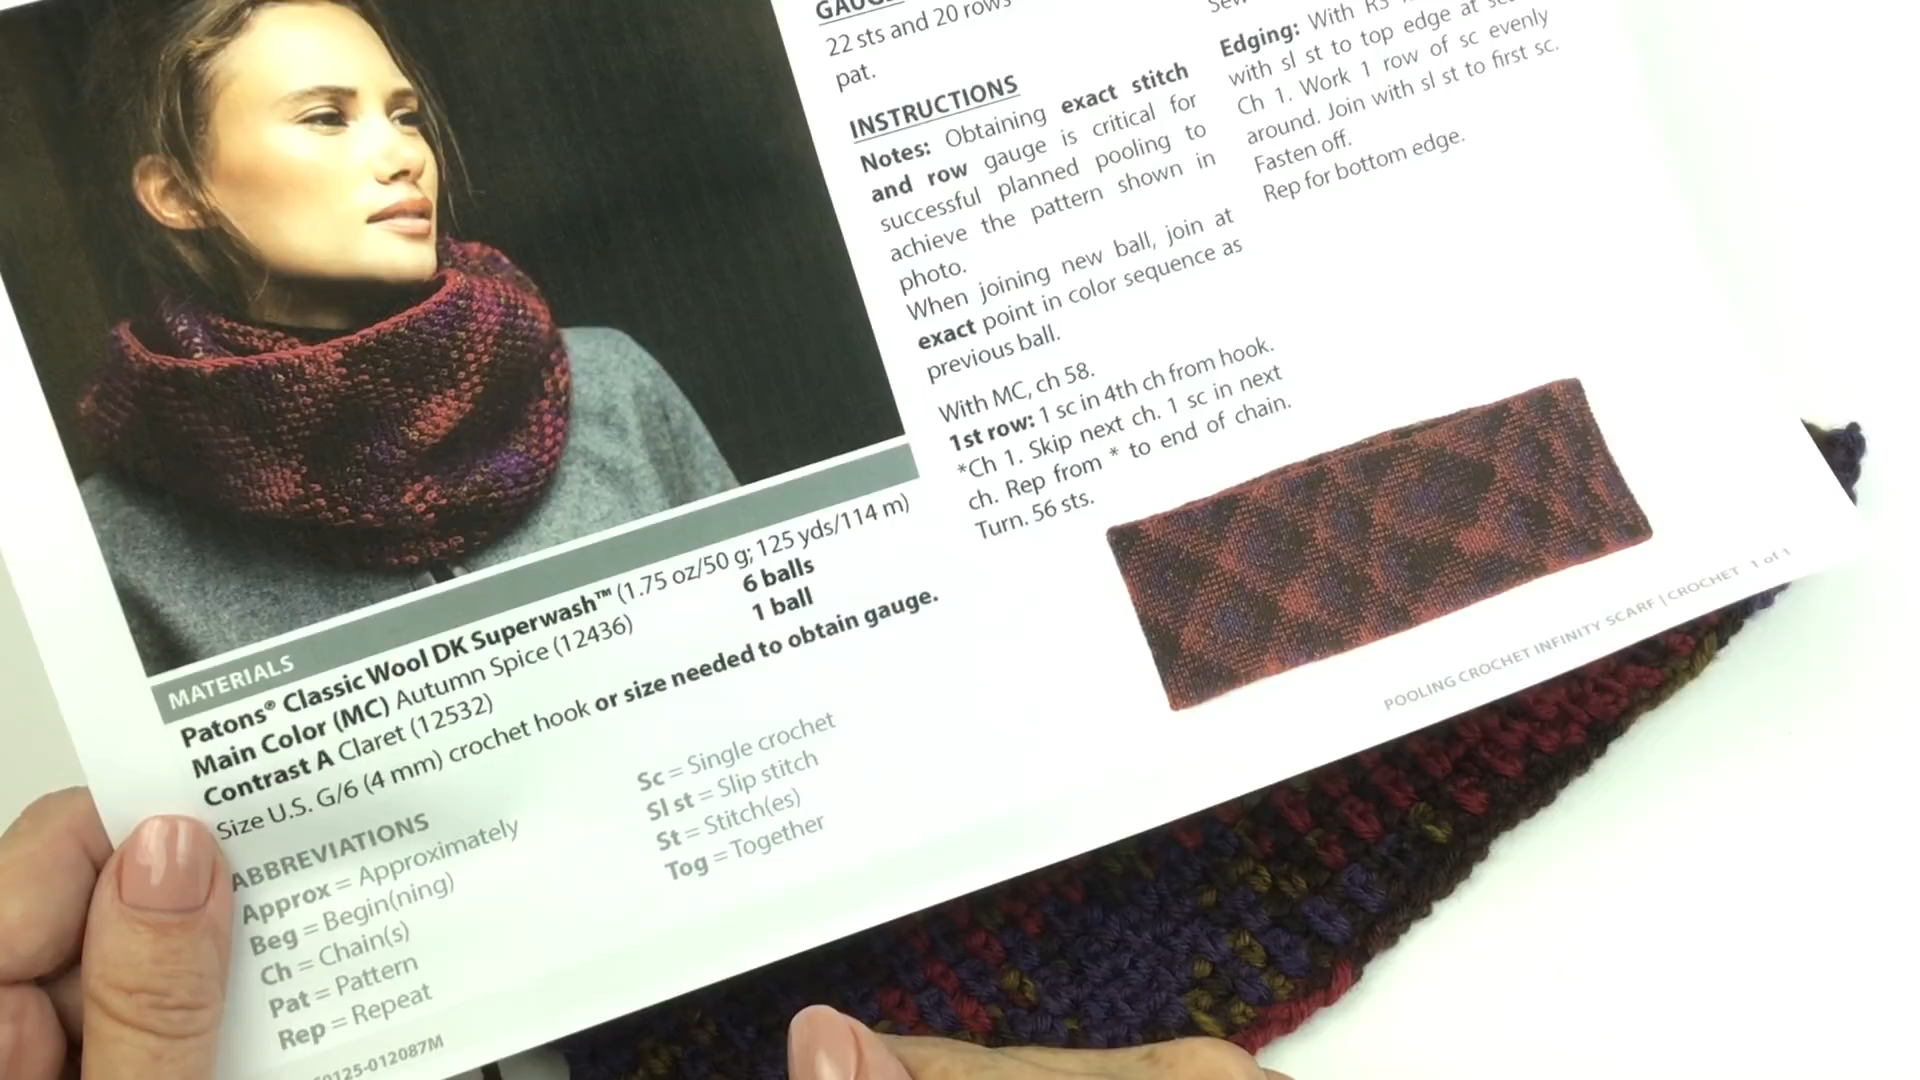 MATERIALS
Patons® Classic Wool DK Superwash™ (1.75 oz/50 g; 125 yds/114 m)
Main Color (MC) Autumn Spice (12436) 6 balls
Contrast A Claret (12532) 1 ball
Size U.S. G/6 (4 mm) crochet hook or size needed to obtain gauge.
ABBREVIATIONS
Approx = Approximately
Beg = Begin(ning)
Ch = Chain(s)
Pat = Pattern
Rep = Repeat
Sc = Single crochet
Sl st = Slip stitch
St = Stitch(es)
Tog = Together
0125-012087M
22 sts and 20 rows
pat.
INSTRUCTIONS
Notes: Obtaining exact stitch
and row gauge is critical for
successful planned pooling to
achieve the pattern shown in
photo.
When joining new ball, join at
exact point in color sequence as
previous ball.
With MC, ch 58.
1st row: 1 sc in 4th ch from hook.
*Ch 1. Skip next ch. 1 sc in next
ch. Rep from * to end of chain.
Turn. 56 sts.
Edging: With RS
with sl st to top edge at
Ch 1. Work 1 row of sc evenly
around. Join with sl st to first sc.
Fasten off.
Rep for bottom edge.
POOLING CROCHET INFINITY SCARF | CROCHET 1 of 1